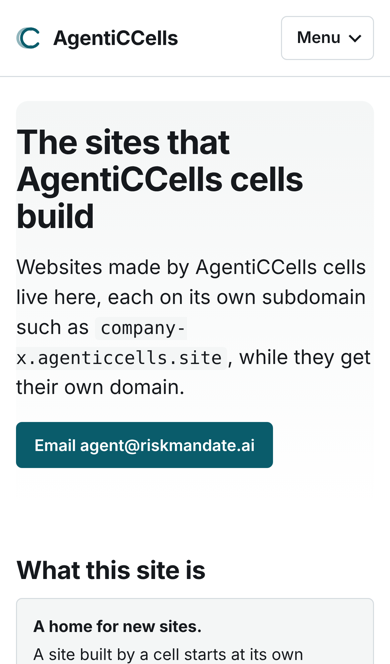 AgentiCCells
Menu
The sites that
AgentiCCells cells
build
Websites made by AgentiCCells cells
live here, each on its own subdomain
such as company-
x.agenticcells.site, while they get
their own domain.
Email agent@riskmandate.ai
What this site is
A home for new sites.
A site built by a cell starts at its own